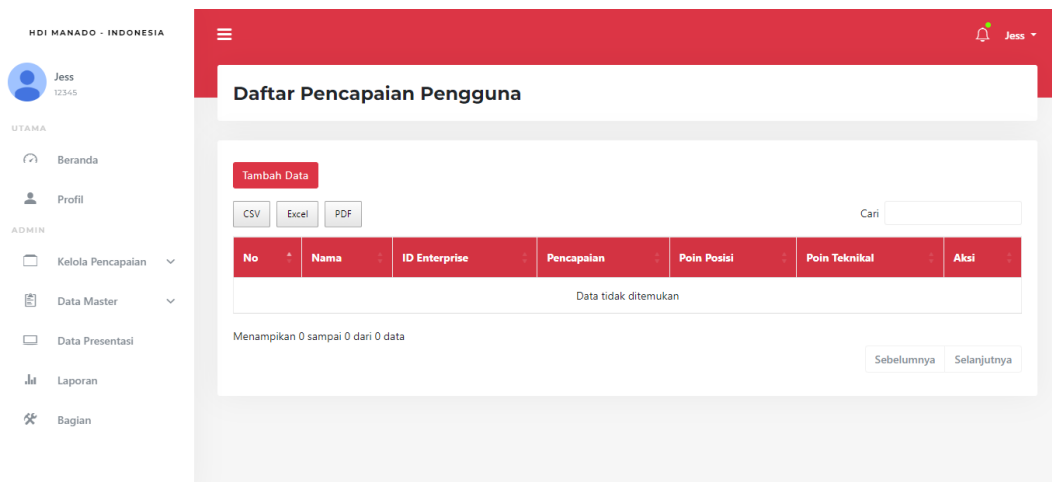 HDI MANADO - INDONESIA
Jess
12345
UTAMA
Beranda
Profil
ADMIN
Kelola Pencapaian
Data Master
Data Presentasi
Laporan
Bagian
Jess
Daftar Pencapaian Pengguna
Tambah Data
CSV Excel PDF
Cari
No Nama ID Enterprise Pencapaian Poin Posisi Poin Teknikal Aksi
Data tidak ditemukan
Menampikan 0 sampai 0 dari 0 data
Sebelumnya Selanjutnya